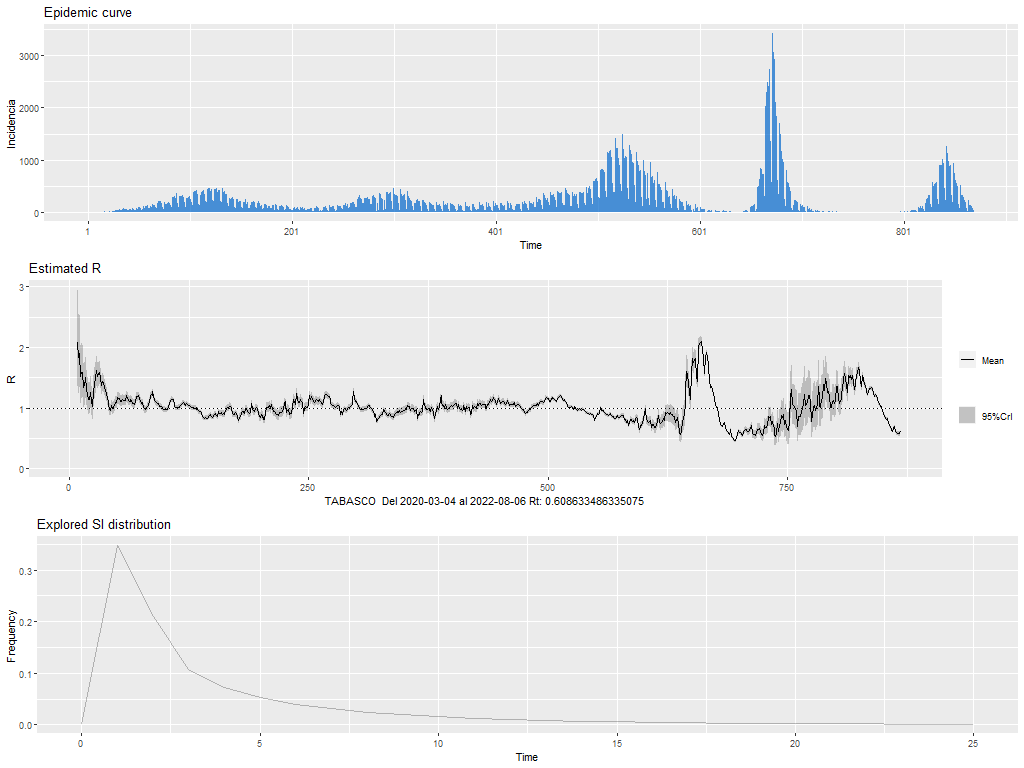 Epidemic curve
Incidencia
3000
2000
1000
0
1 201 401 601 801
Time
Estimated R
R
3
2
1
0
Mean
95%CrI
0 250 500 750
TABASCO Del 2020-03-04 al 2022-08-06 Rt: 0.608633486335075
Explored SI distribution
Frequency
0.3
0.2
0.1
0.0
0 5 10 15 20 25
Time